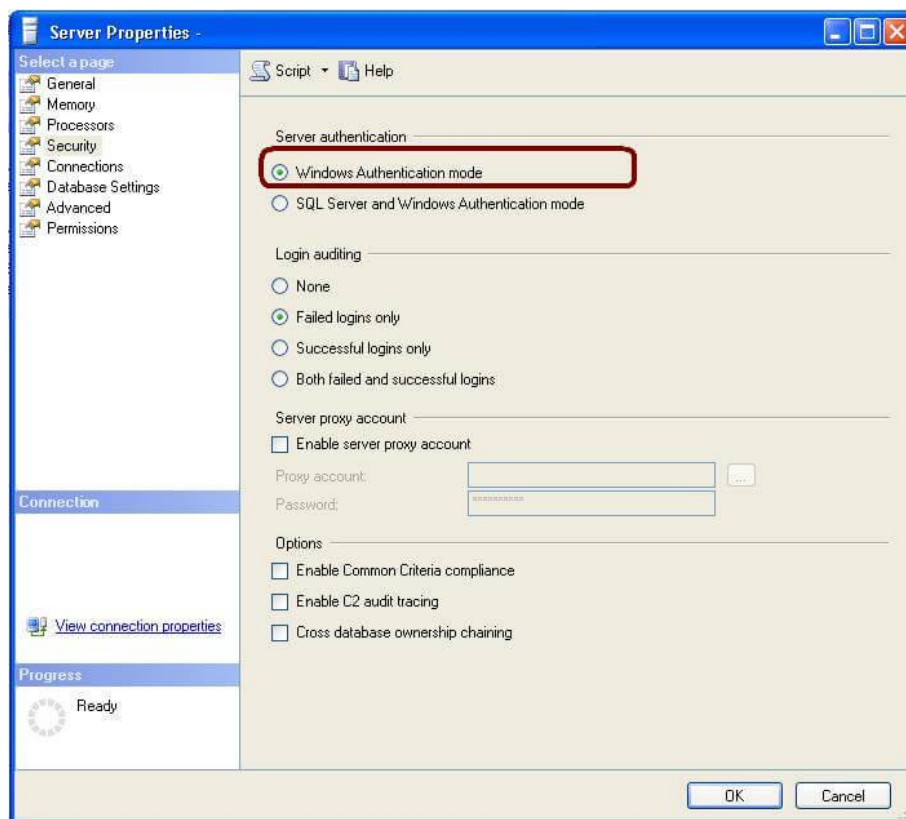 Server Properties -
Select a page
General
Memory
Processors
Security
Connections
Database Settings
Advanced
Permissions
Connection
View connection properties
Progress
Ready
Script
Help
Server authentication
Windows Authentication mode
SQL Server and Windows Authentication mode
Login auditing
None
Failed logins only
Successful logins only
Both failed and successful logins
Server proxy account
Enable server proxy account
Proxy account:
...
Password:
**********
Options
Enable Common Criteria compliance
Enable C2 audit tracing
Cross database ownership chaining
OK
Cancel